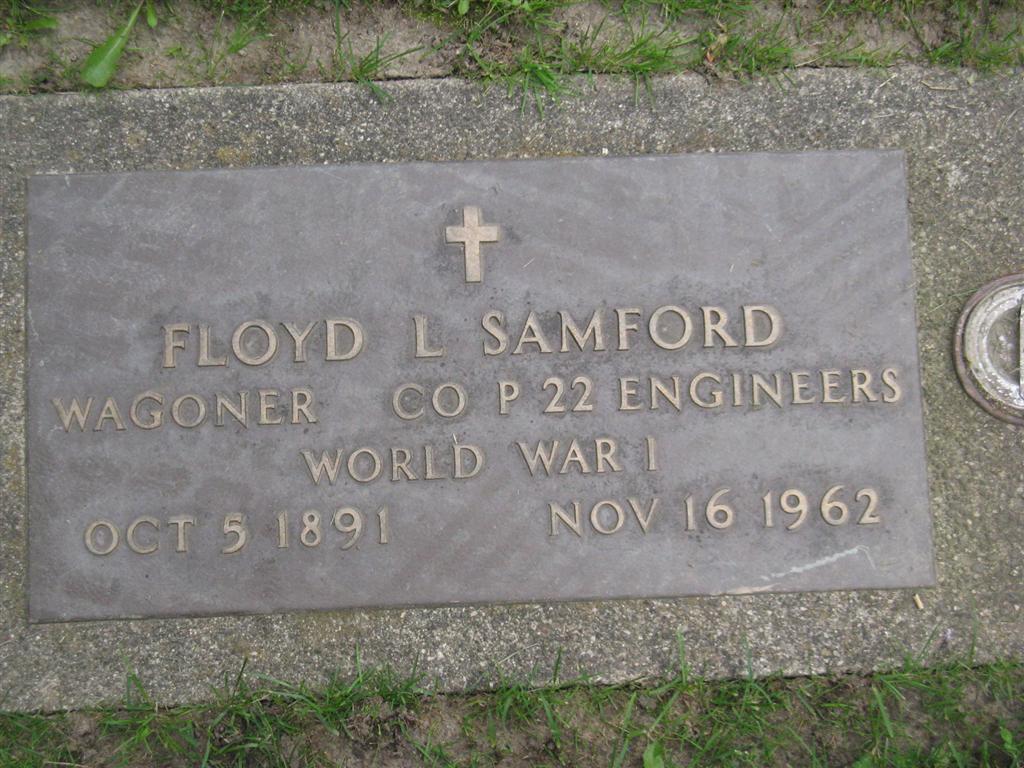 FLOYD L SAMFORD
WAGONER CO P 22 ENGINEERS
WORLD WAR I
OCT 5 1891 NOV 16 1962